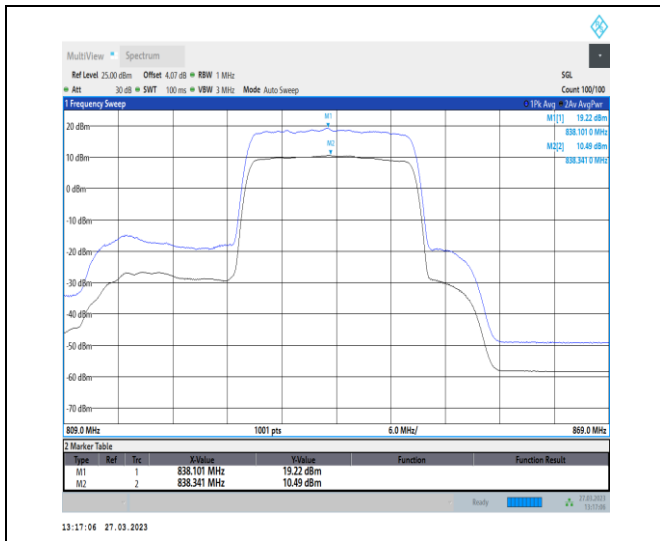 MultiView Spectrum
Ref Level 25.00 dBm Offset 4.07 dB RBW 1 MHz SGL
Att 30 dB SWT 100 ms VBW 3 MHz Mode Auto Sweep Count 100/100
1 Frequency Sweep 1Pk Avg 2Av AvgPwr
M1[1] 19.22 dBm
838.101 0 MHz
M2[2] 10.49 dBm
838.341 0 MHz
M1
M2
20 dBm
10 dBm
0 dBm
-10 dBm
-20 dBm
-30 dBm
-40 dBm
-50 dBm
-60 dBm
-70 dBm
809.0 MHz 1001 pts 6.0 MHz/ 869.0 MHz
2 Marker Table
Type Ref Trc X-Value Y-Value Function Function Result
M1 1 838.101 MHz 19.22 dBm
M2 2 838.341 MHz 10.49 dBm
Ready 27.03.2023
13:17:06
13:17:06 27.03.2023